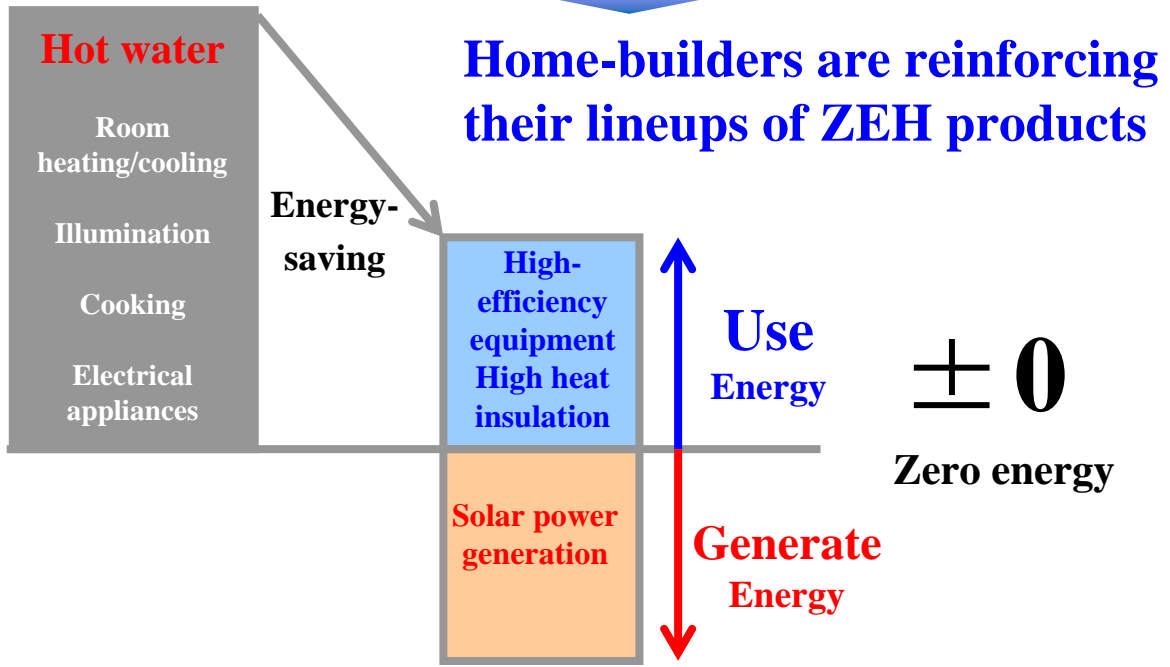 Hot water
Room
heating/cooling
Illumination
Cooking
Electrical
appliances
Home-builders are reinforcing
their lineups of ZEH products
Energy-
saving
High-
efficiency
equipment
High heat
insulation
Use
Energy
± 0
Zero energy
Solar power
generation
Generate
Energy